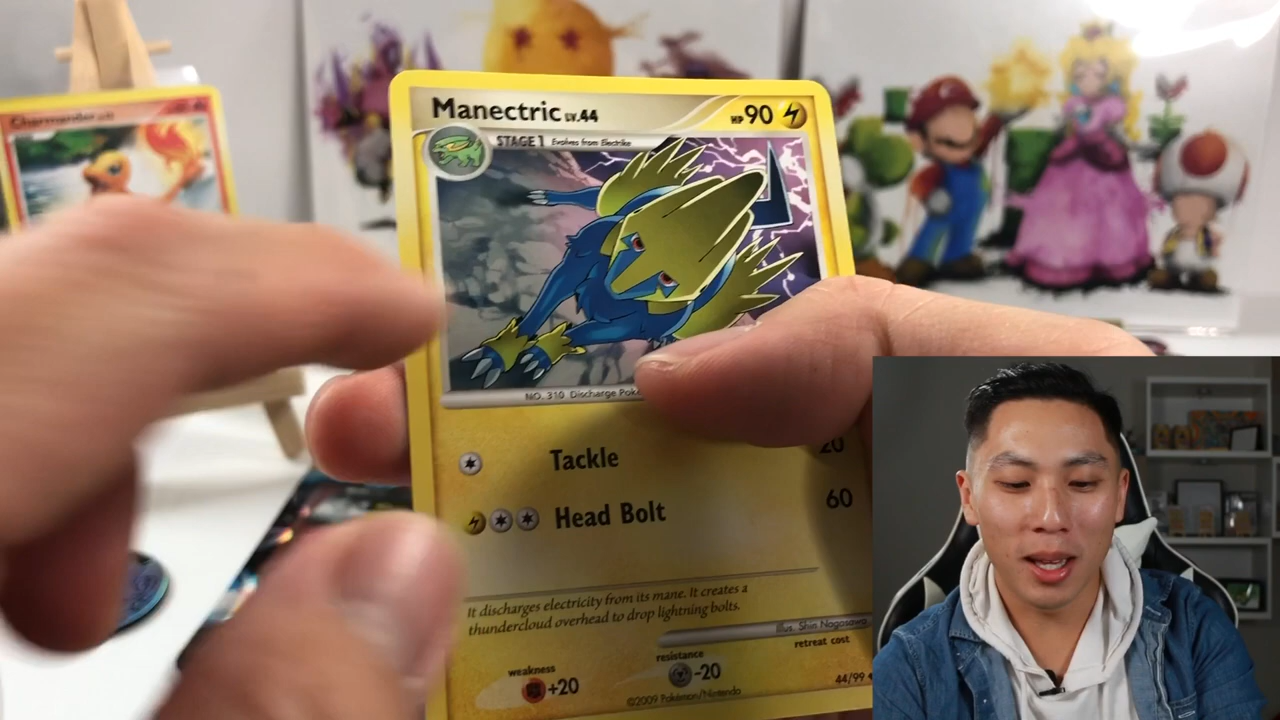 Charmander
Manectric LV.44
HP 90
STAGE 1 Evolves from Electrike
NO. 310 Discharge Poké
Tackle 20
Head Bolt 60
It discharges electricity from its mane. It creates a
thundercloud overhead to drop lightning bolts.
Illus. Shin Nagasawa
weakness
+20
resistance
-20
retreat cost
©2009 Pokémon/Nintendo
44/99